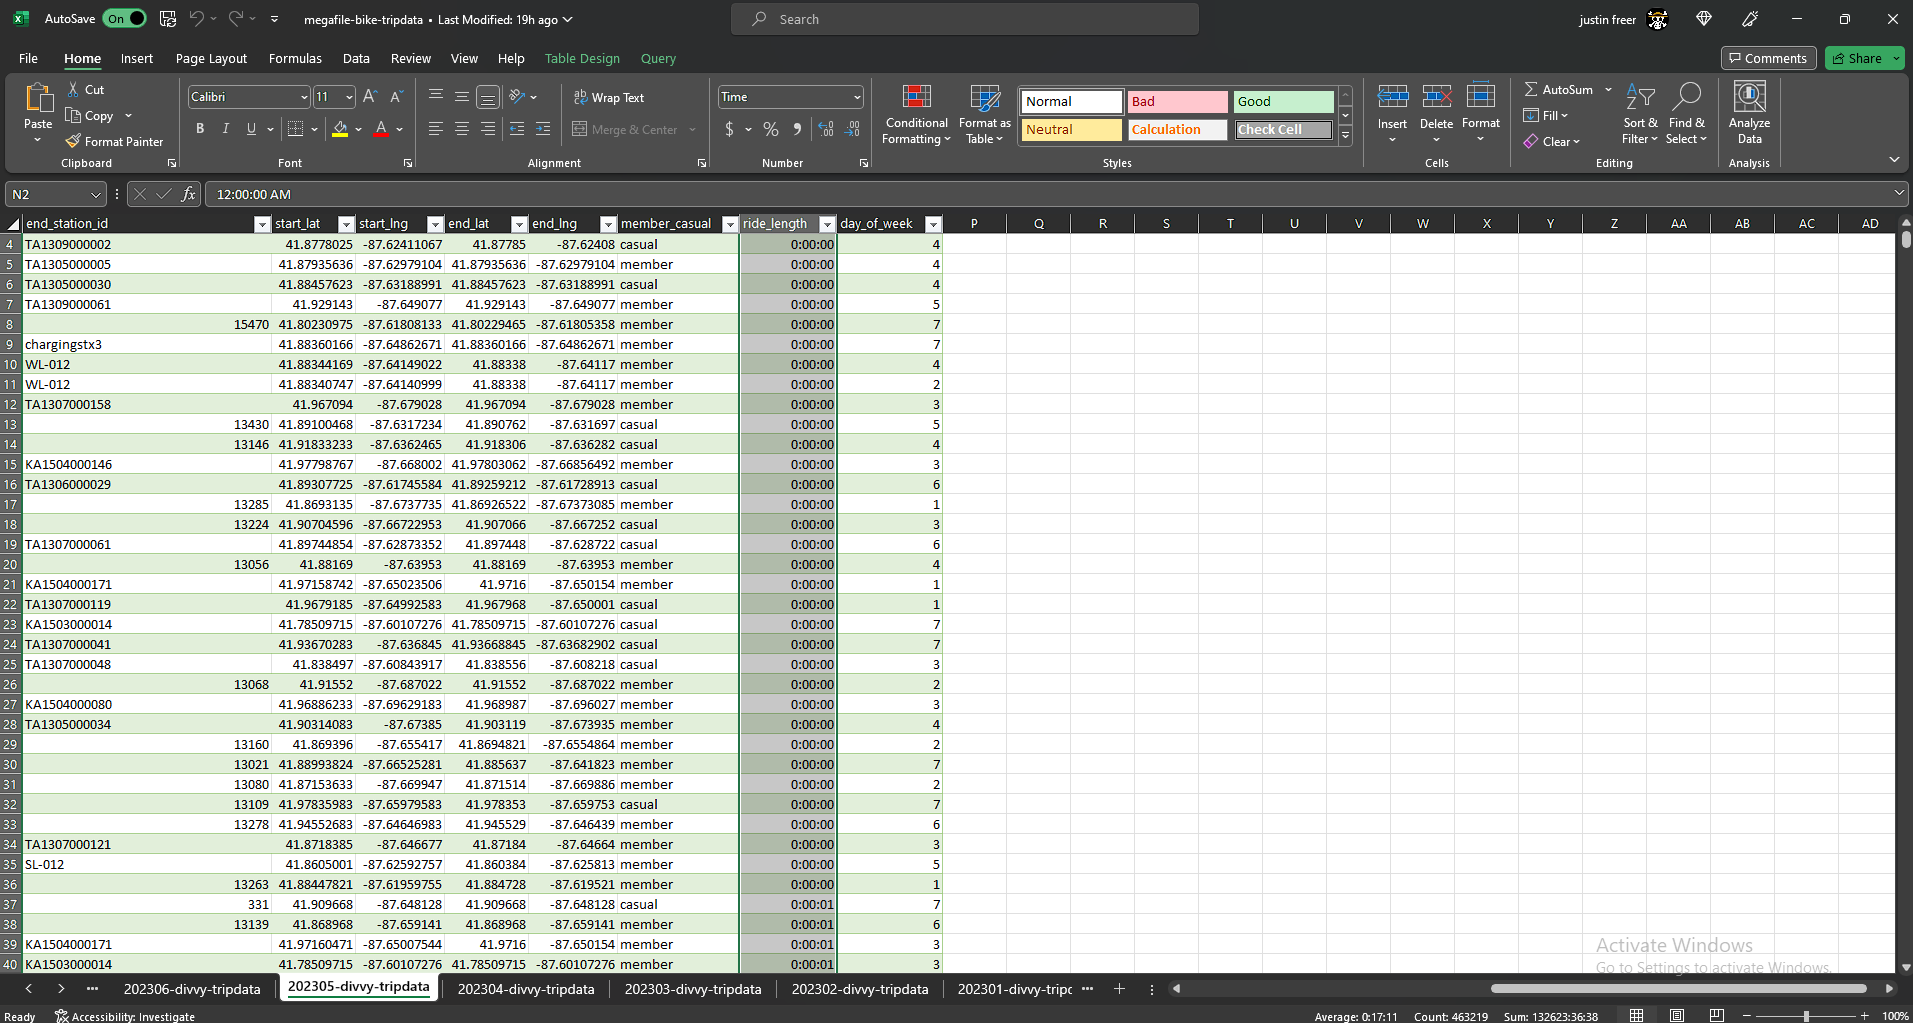 AutoSave On megafile-bike-tripdata • Last Modified: 19h ago Search justin freer
File Home Insert Page Layout Formulas Data Review View Help Table Design Query Comments Share
Paste Cut Copy Format Painter Clipboard
Calibri 11 B I U A A A Font
Wrap Text Merge & Center Alignment
Time $ % Number
Conditional Formatting Format as Table
Normal Bad Good
Neutral Calculation Check Cell
Styles
Insert Delete Format Cells
AutoSum Fill Clear Sort & Filter Find & Select Editing
Analyze Data Analysis
N2 fx 12:00:00 AM
end_station_id start_lat start_lng end_lat end_lng member_casual ride_length day_of_week P Q R S T U V W X Y Z AA AB AC AD
4 TA1309000002 41.8778025 -87.62411067 41.87785 -87.62408 casual 0:00:00 4
5 TA1305000005 41.87935636 -87.62979104 41.87935636 -87.62979104 member 0:00:00 4
6 TA1305000030 41.88457623 -87.63188991 41.88457623 -87.63188991 casual 0:00:00 4
7 TA1309000061 41.929143 -87.649077 41.929143 -87.649077 member 0:00:00 5
8 15470 41.80230975 -87.61808133 41.80229465 -87.61805358 member 0:00:00 7
9 chargingstx3 41.88360166 -87.64862671 41.88360166 -87.64862671 member 0:00:00 7
10 WL-012 41.88344169 -87.64149022 41.88338 -87.64117 member 0:00:00 4
11 WL-012 41.88340747 -87.64140999 41.88338 -87.64117 member 0:00:00 2
12 TA1307000158 41.967094 -87.679028 41.967094 -87.679028 member 0:00:00 3
13 13430 41.89100468 -87.6317234 41.890762 -87.631697 casual 0:00:00 5
14 13146 41.91833233 -87.6362465 41.918306 -87.636282 casual 0:00:00 4
15 KA1504000146 41.97798767 -87.668002 41.97803062 -87.66856492 member 0:00:00 3
16 TA1306000029 41.89307725 -87.61745584 41.89259212 -87.61728913 casual 0:00:00 6
17 13285 41.8693135 -87.6737735 41.86926522 -87.67373085 member 0:00:00 1
18 13224 41.90704596 -87.66722953 41.907066 -87.667252 casual 0:00:00 3
19 TA1307000061 41.89744854 -87.62873352 41.897448 -87.628722 casual 0:00:00 6
20 13056 41.88169 -87.63953 41.88169 -87.63953 member 0:00:00 4
21 KA1504000171 41.97158742 -87.65023506 41.9716 -87.650154 member 0:00:00 1
22 TA1307000119 41.9679185 -87.64992583 41.967968 -87.650001 casual 0:00:00 1
23 KA1503000014 41.78509715 -87.60107276 41.78509715 -87.60107276 casual 0:00:00 7
24 TA1307000041 41.93670283 -87.636845 41.93668845 -87.63682902 casual 0:00:00 7
25 TA1307000048 41.838497 -87.60843917 41.838556 -87.608218 casual 0:00:00 3
26 13068 41.91552 -87.687022 41.91552 -87.687022 member 0:00:00 2
27 KA1504000080 41.96886233 -87.69629183 41.968987 -87.696027 member 0:00:00 3
28 TA1305000034 41.90314083 -87.67385 41.903119 -87.673935 member 0:00:00 4
29 13160 41.869396 -87.655417 41.8694821 -87.6554864 member 0:00:00 2
30 13021 41.88993824 -87.66525281 41.885637 -87.641823 member 0:00:00 7
31 13080 41.87153633 -87.669947 41.871514 -87.669886 member 0:00:00 2
32 13109 41.97835983 -87.65979583 41.978353 -87.659753 casual 0:00:00 7
33 13278 41.94552683 -87.64646983 41.945529 -87.646439 member 0:00:00 6
34 TA1307000121 41.8718385 -87.646677 41.87184 -87.64664 member 0:00:00 3
35 SL-012 41.8605001 -87.62592757 41.860384 -87.625813 member 0:00:00 5
36 13263 41.88447821 -87.61959755 41.884728 -87.619521 member 0:00:00 1
37 331 41.909668 -87.648128 41.909668 -87.648128 casual 0:00:01 7
38 13139 41.868968 -87.659141 41.868968 -87.659141 member 0:00:01 6
39 KA1504000171 41.97160471 -87.65007544 41.9716 -87.650154 member 0:00:01 3
40 KA1503000014 41.78509715 -87.60107276 41.78509715 -87.60107276 member 0:00:01 3
Activate Windows
Go to Settings to activate Windows.
202306-divvy-tripdata 202305-divvy-tripdata 202304-divvy-tripdata 202303-divvy-tripdata 202302-divvy-tripdata 202301-divvy-tripc
Ready Accessibility: Investigate Average: 0:17:11 Count: 463219 Sum: 132623:36:38 100%